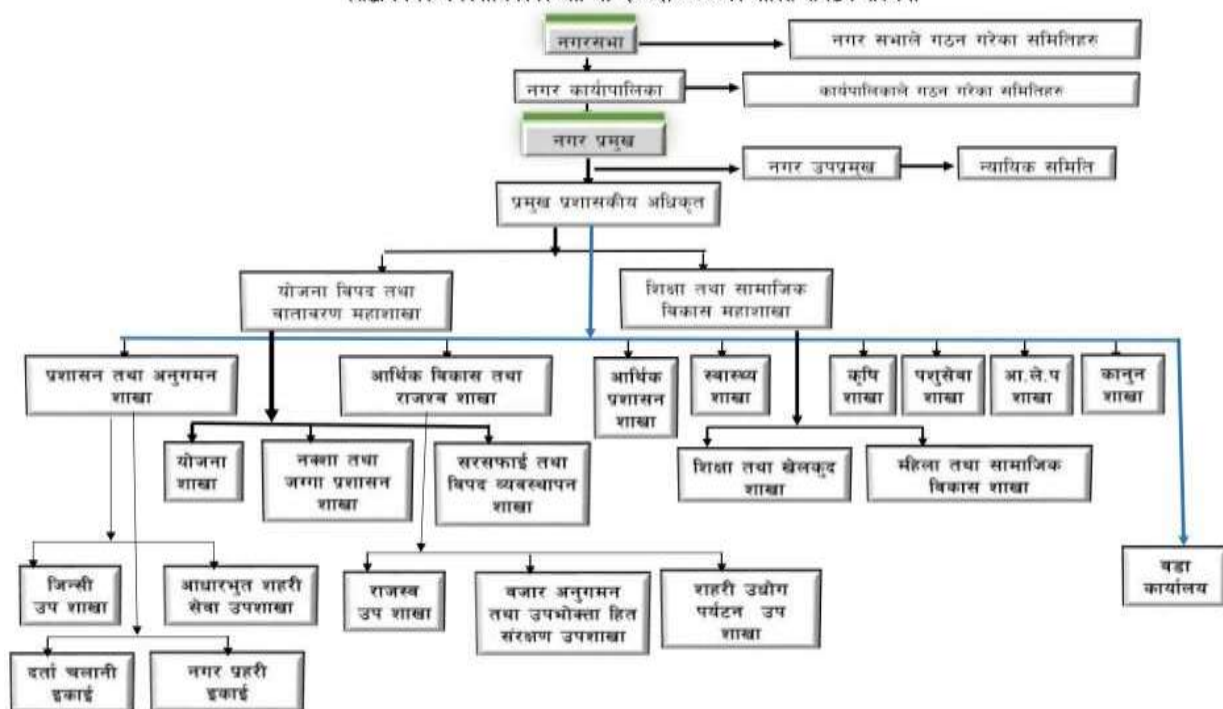 नगरसभा
नगर सभाले गठन गरेका समितिहरु
नगर कार्यापालिका
कार्यपालिकाले गठन गरेका समितिहरु
नगर प्रमुख
नगर उपप्रमुख
न्यायिक समिति
प्रमुख प्रशासकीय अधिकृत
योजना विपद तथा
वातावरण महाशाखा
शिक्षा तथा सामाजिक
विकास महाशाखा
प्रशासन तथा अनुगमन
शाखा
आर्थिक विकास तथा
राजश्व शाखा
आर्थिक
प्रशासन
शाखा
स्वास्थ्य
शाखा
कृषि
शाखा
पशुसेवा
शाखा
आ.ले.प
शाखा
कानुन
शाखा
योजना
शाखा
नक्शा तथा
जग्गा प्रशासन
शाखा
सरसफाई तथा
विपद व्यवस्थापन
शाखा
शिक्षा तथा खेलकुद
शाखा
महिला तथा सामाजिक
विकास शाखा
जिन्सी
उप शाखा
आधारभुत शहरी
सेवा उपशाखा
राजस्व
उप शाखा
बजार अनुगमन
तथा उपभोक्ता हित
संरक्षण उपशाखा
शहरी उधोग
पर्यटन उप
शाखा
वडा
कार्यालय
दर्ता चलानी
इकाई
नगर प्रहरी
इकाई